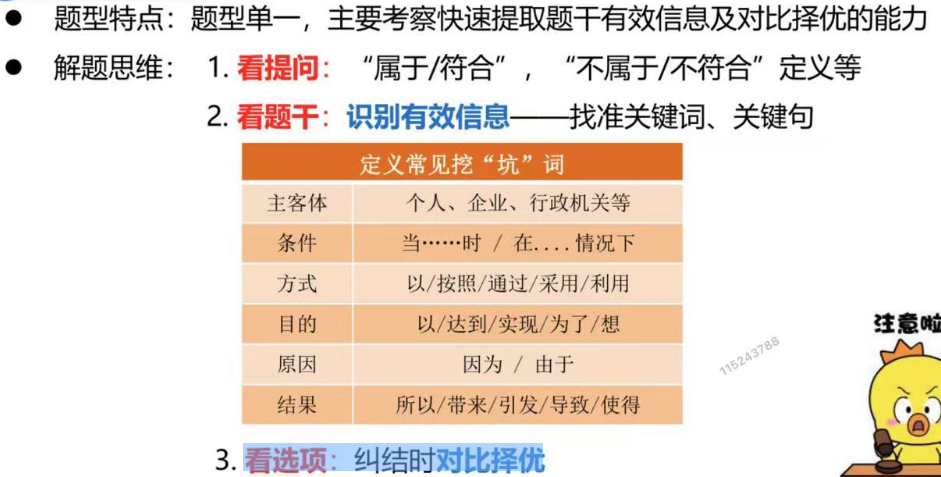 ● 题型特点：题型单一，主要考察快速提取题干有效信息及对比择优的能力
● 解题思维： 1. 看提问：“属于/符合”，“不属于/不符合”定义等
2. 看题干：识别有效信息——找准关键词、关键句
定义常见挖“坑”词
主客体 个人、企业、行政机关等
条件 当……时 / 在....情况下
方式 以/按照/通过/采用/利用
目的 以/达到/实现/为了/想
原因 因为 / 由于
结果 所以/带来/引发/导致/使得
注意啦
115243788
3. 看选项：纠结时对比择优